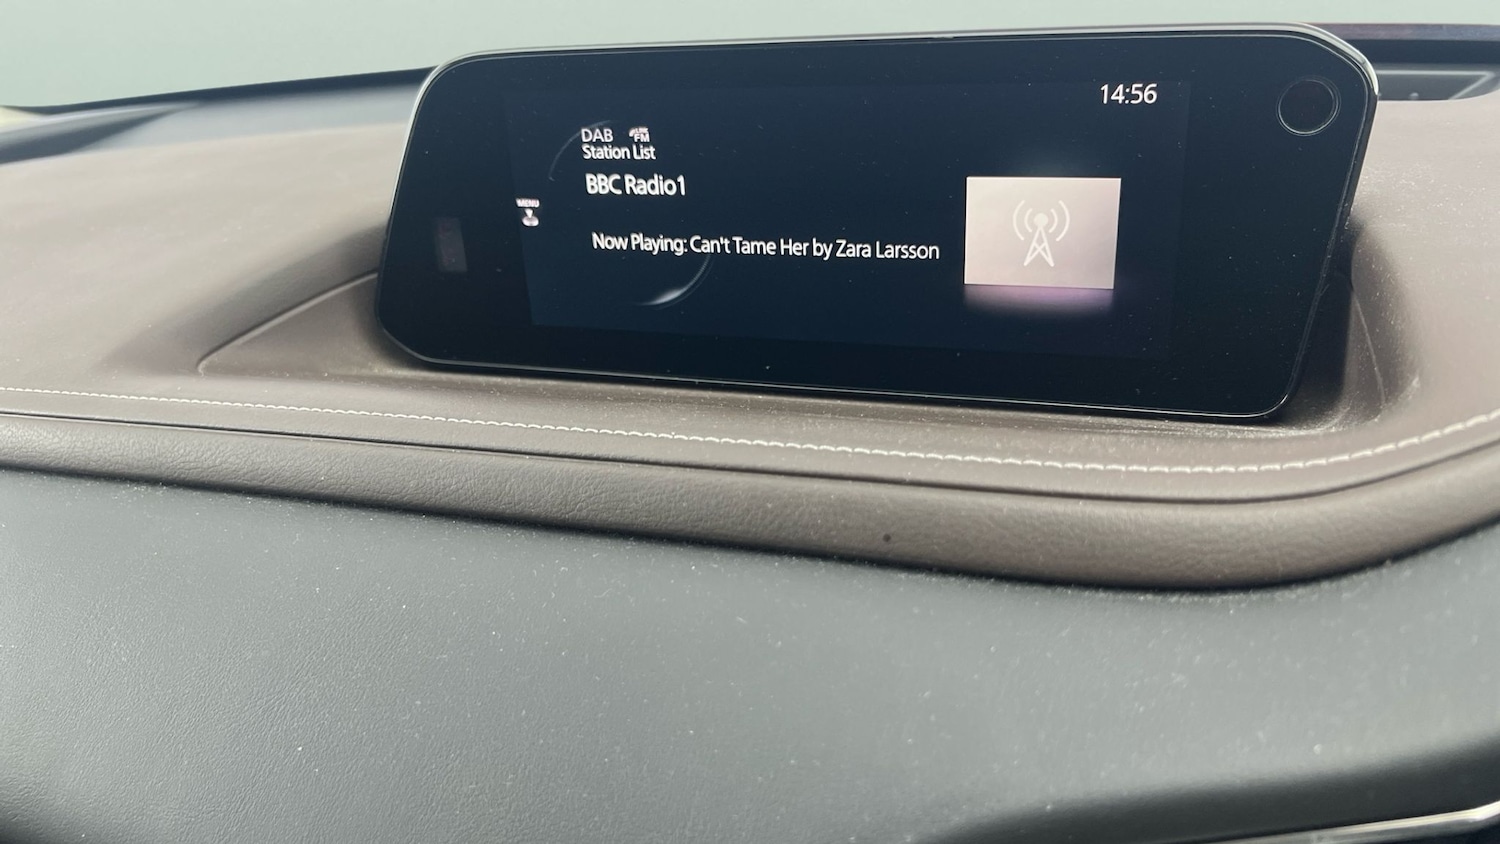 14:56
DAB FM
Station List
BBC Radio1
MENU
Now Playing: Can't Tame Her by Zara Larsson